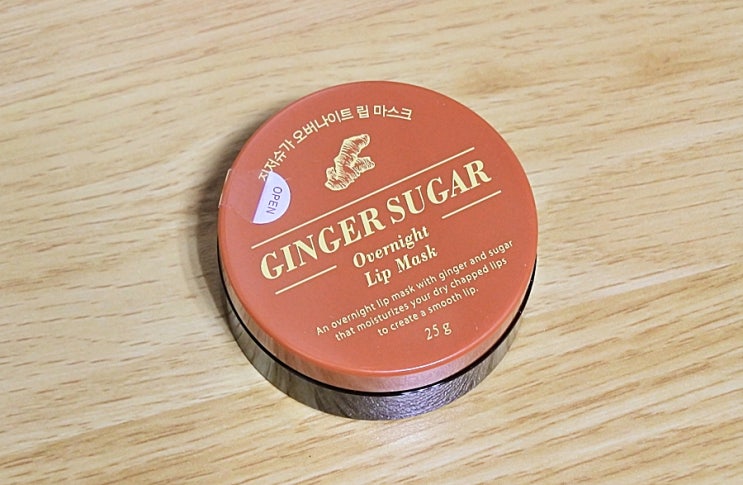 진저슈가 오버나이트 립 마스크
OPEN
GINGER SUGAR
Overnight
Lip Mask
An overnight lip mask with ginger and sugar
that moisturizes your dry chapped lips
to create a smooth lip.
25 g